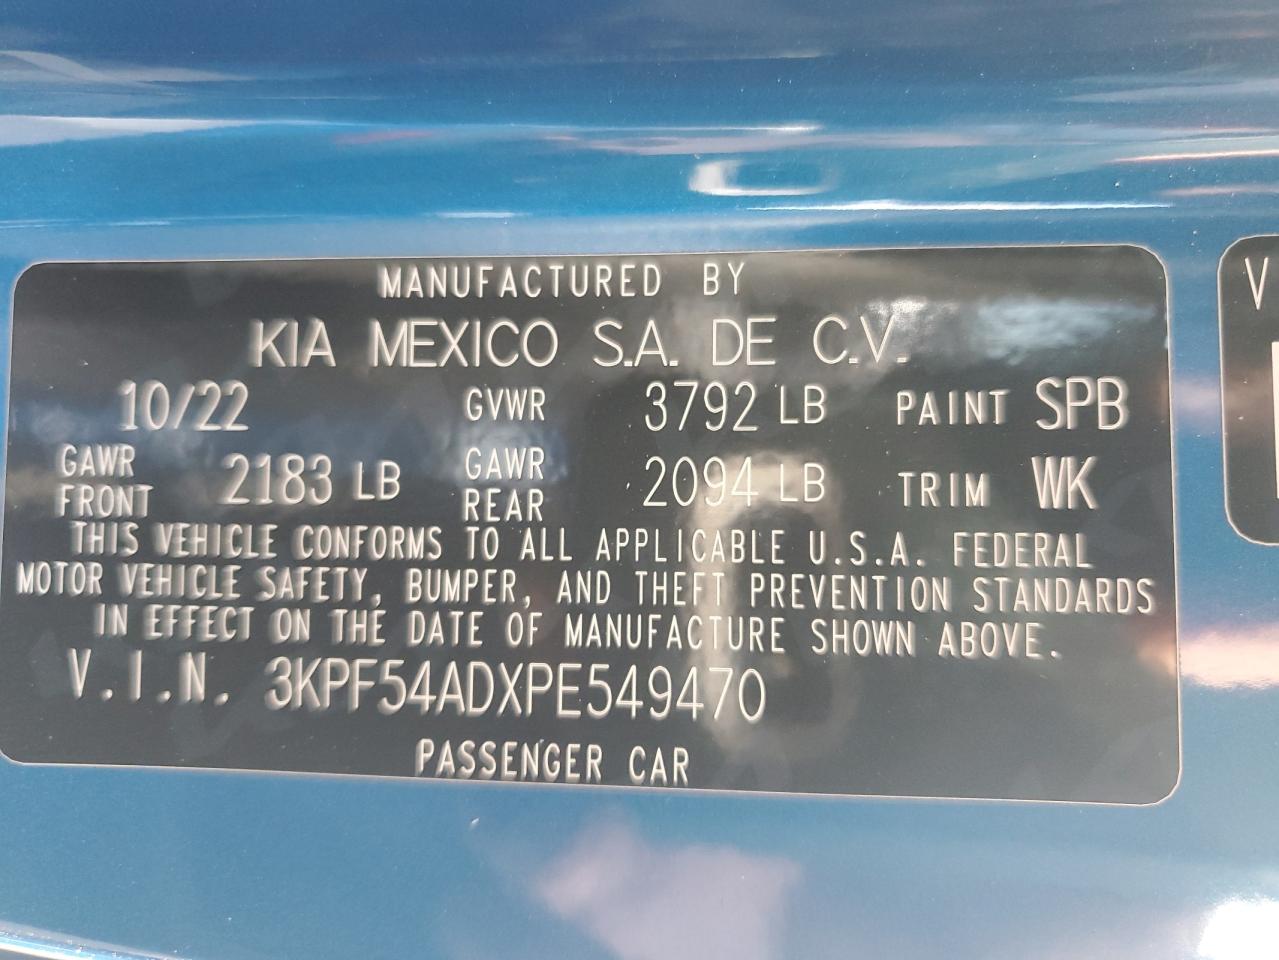 MANUFACTURED BY
KIA MEXICO S.A. DE C.V.
10/22 GVWR 3792 LB PAINT SPB
GAWR FRONT 2183 LB GAWR REAR 2094 LB TRIM WK
THIS VEHICLE CONFORMS TO ALL APPLICABLE U.S.A. FEDERAL
MOTOR VEHICLE SAFETY, BUMPER, AND THEFT PREVENTION STANDARDS
IN EFFECT ON THE DATE OF MANUFACTURE SHOWN ABOVE.
V.I.N. 3KPF54ADXPE549470
PASSENGER CAR
V